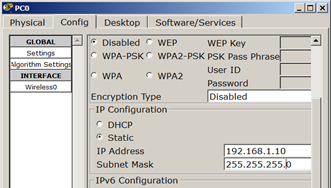 PC0
Physical Config Desktop Software/Services
GLOBAL
Settings
Algorithm Settings
INTERFACE
Wireless0
Disabled WEP WEP Key
WPA-PSK WPA2-PSK PSK Pass Phrase
User ID
WPA WPA2 Password
Encryption Type Disabled
IP Configuration
DHCP
Static
IP Address 192.168.1.10
Subnet Mask 255.255.255.0
IPv6 Configuration